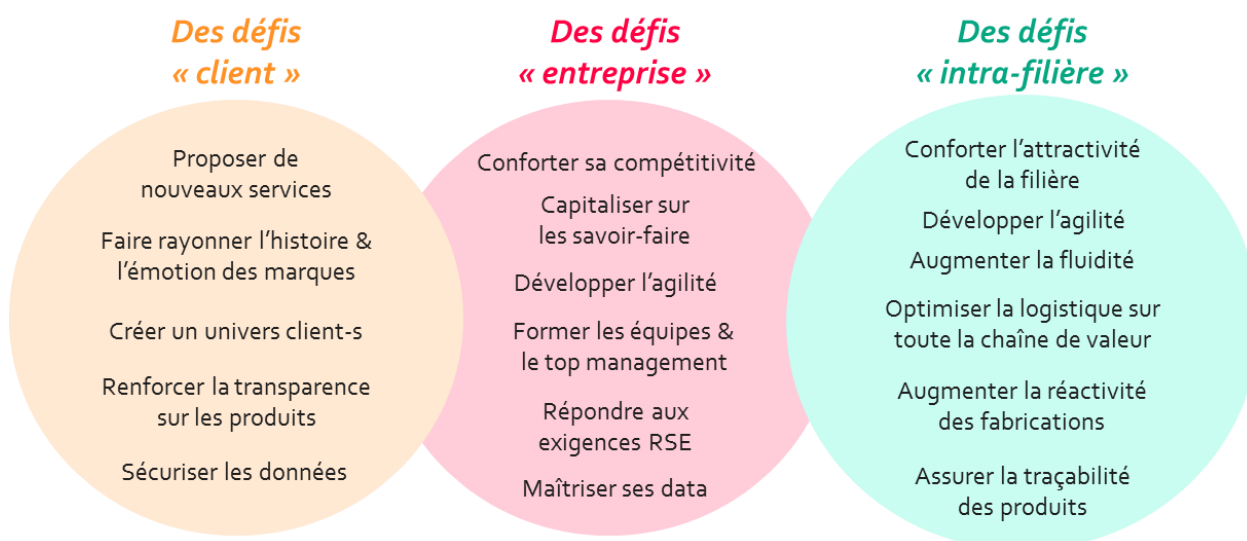 Des défis
« client »
Proposer de
nouveaux services
Faire rayonner l'histoire &
l'émotion des marques
Créer un univers client-s
Renforcer la transparence
sur les produits
Sécuriser les données
Des défis
« entreprise »
Conforter sa compétitivité
Capitaliser sur
les savoir-faire
Développer l'agilité
Former les équipes &
le top management
Répondre aux
exigences RSE
Maîtriser ses data
Des défis
« intra-filière »
Conforter l'attractivité
de la filière
Développer l'agilité
Augmenter la fluidité
Optimiser la logistique sur
toute la chaîne de valeur
Augmenter la réactivité
des fabrications
Assurer la traçabilité
des produits